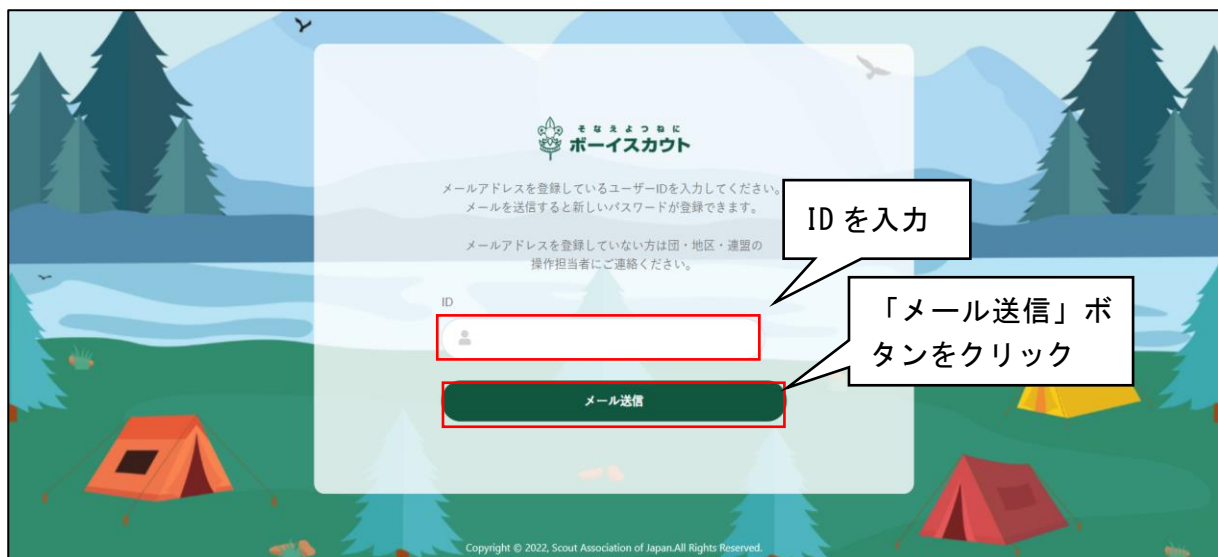 そなえよつねに
ボーイスカウト
メールアドレスを登録しているユーザーIDを入力してください。
メールを送信すると新しいパスワードが登録できます。
メールアドレスを登録していない方は団・地区・連盟の
操作担当者にご連絡ください。
ID を入力
ID
「メール送信」ボ
タンをクリック
メール送信
Copyright © 2022, Scout Association of Japan.All Rights Reserved.